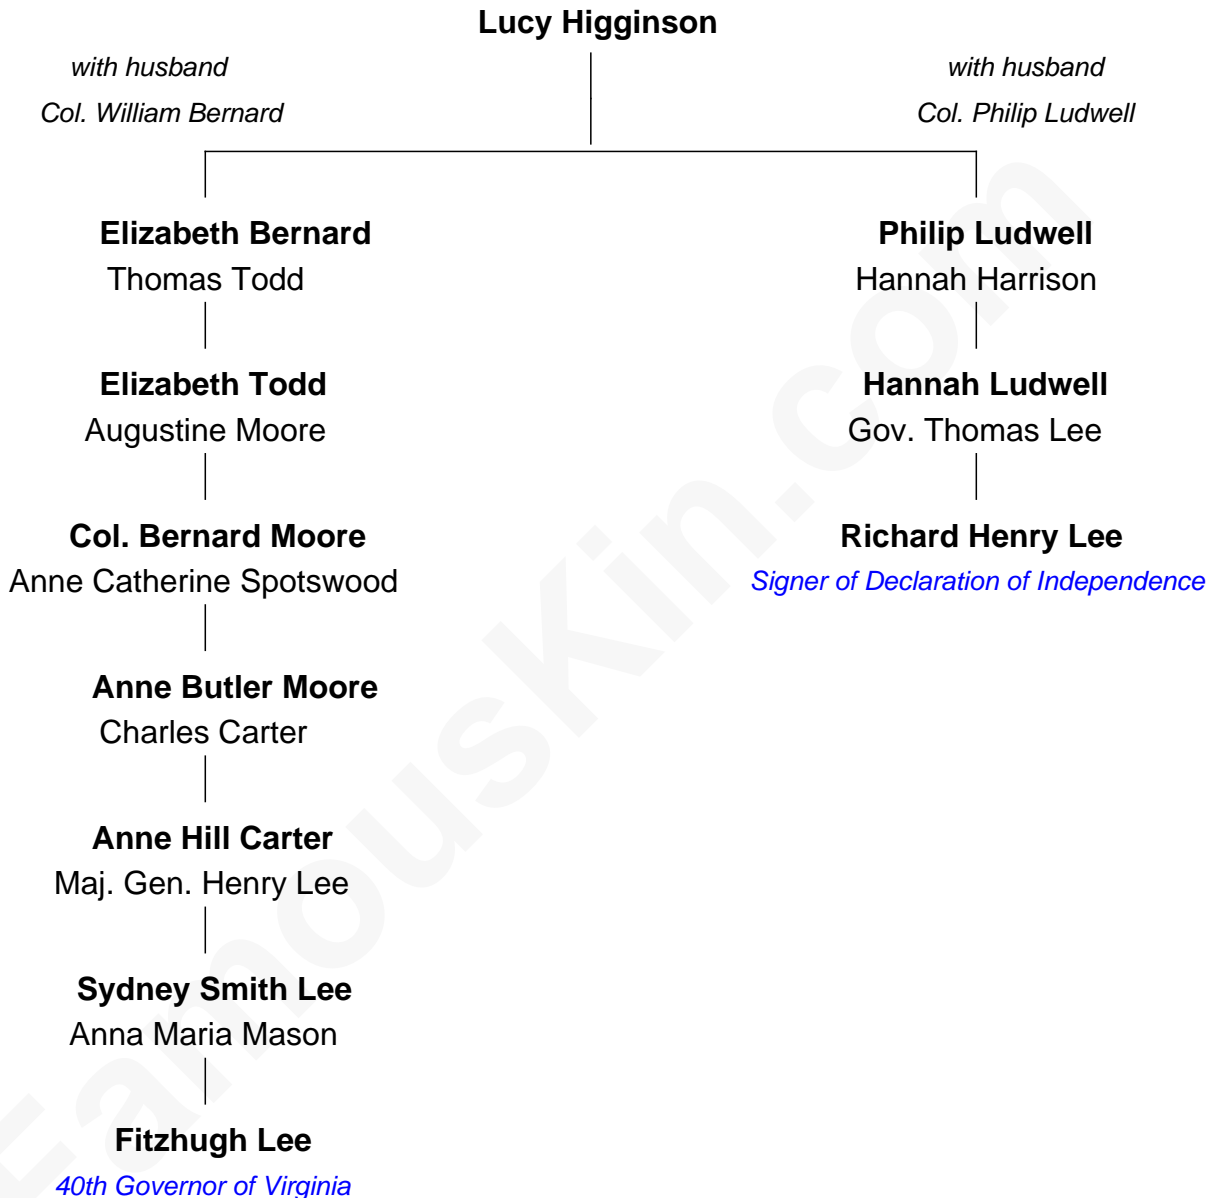 Lucy Higginson
with husband
Col. William Bernard
with husband
Col. Philip Ludwell
Elizabeth Bernard
Thomas Todd
Philip Ludwell
Hannah Harrison
Elizabeth Todd
Augustine Moore
Hannah Ludwell
Gov. Thomas Lee
Col. Bernard Moore
Anne Catherine Spotswood
Richard Henry Lee
Signer of Declaration of Independence
Anne Butler Moore
Charles Carter
Anne Hill Carter
Maj. Gen. Henry Lee
Sydney Smith Lee
Anna Maria Mason
Fitzhugh Lee
40th Governor of Virginia
FamousKin.com